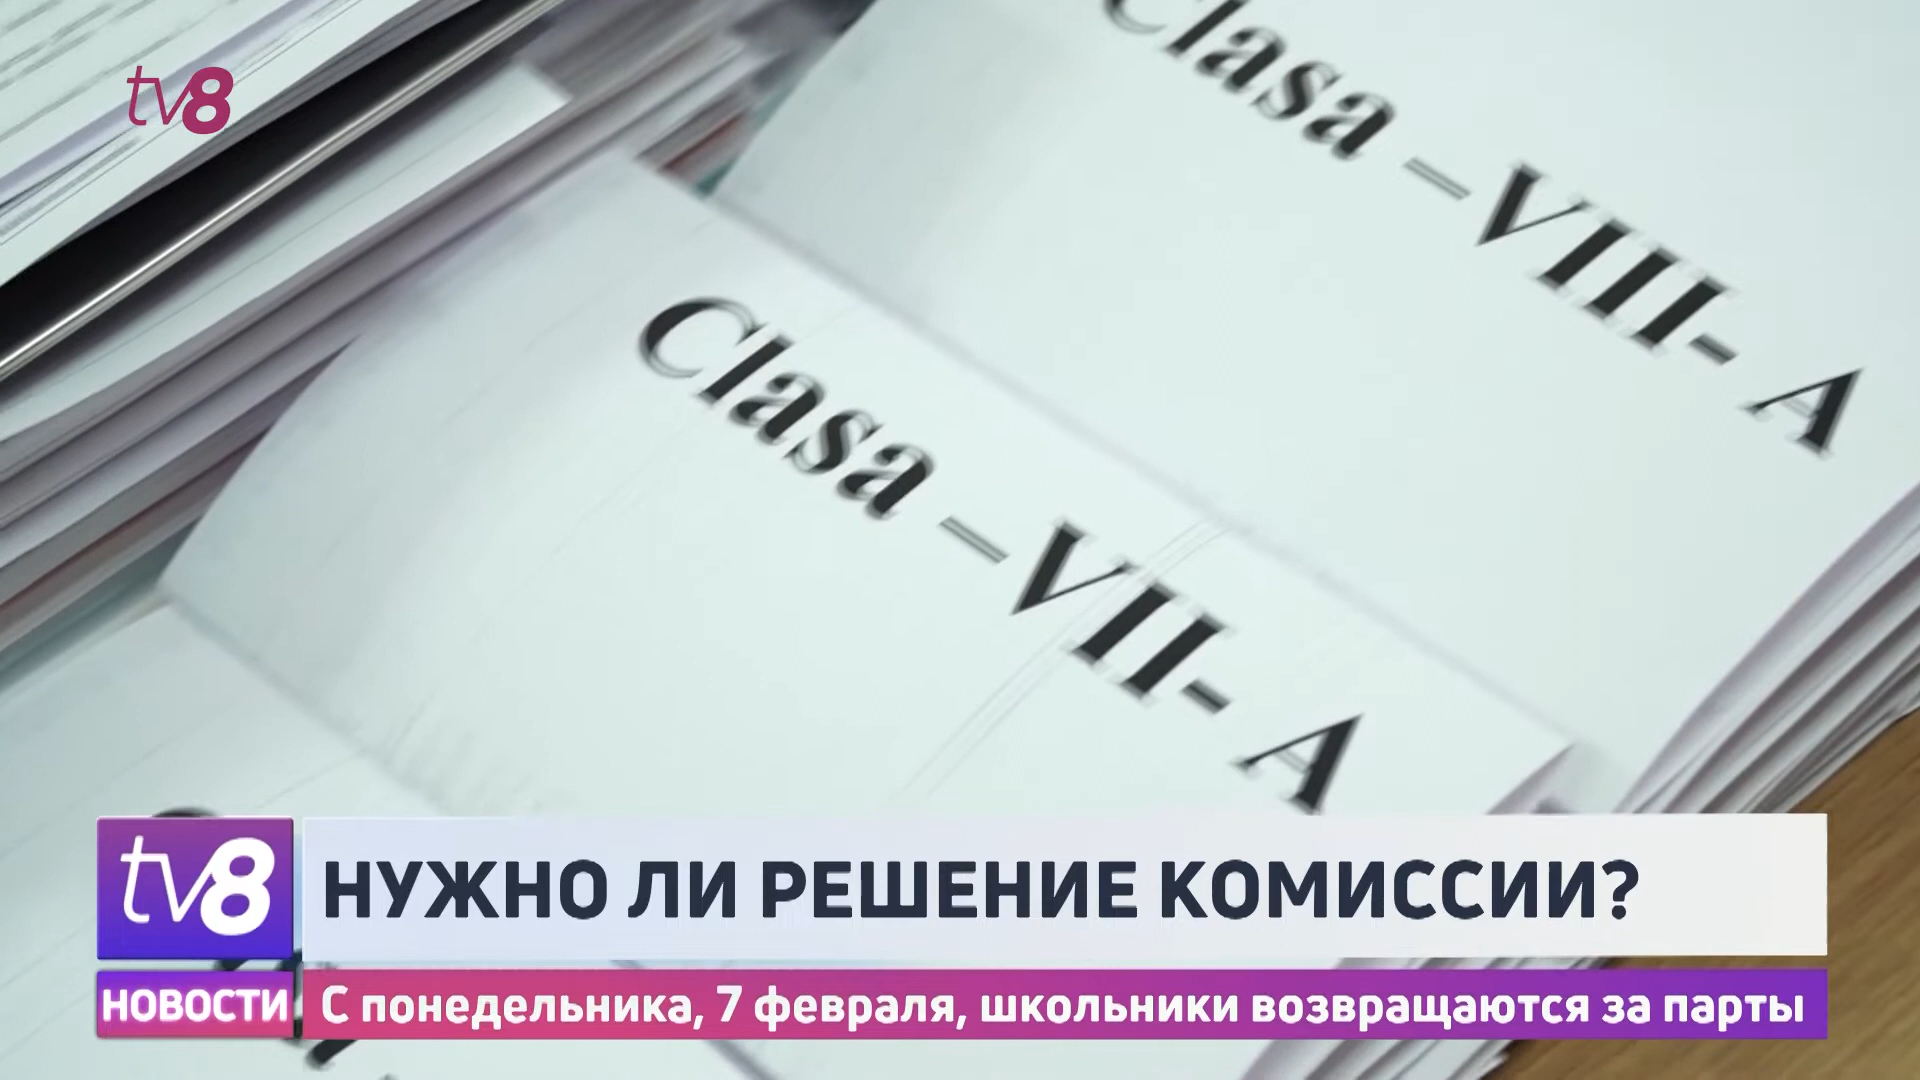 tv8
Clasa –VIII- A
Clasa –VII- A
tv8
НУЖНО ЛИ РЕШЕНИЕ КОМИССИИ?
НОВОСТИ
С понедельника, 7 февраля, школьники возвращаются за парты